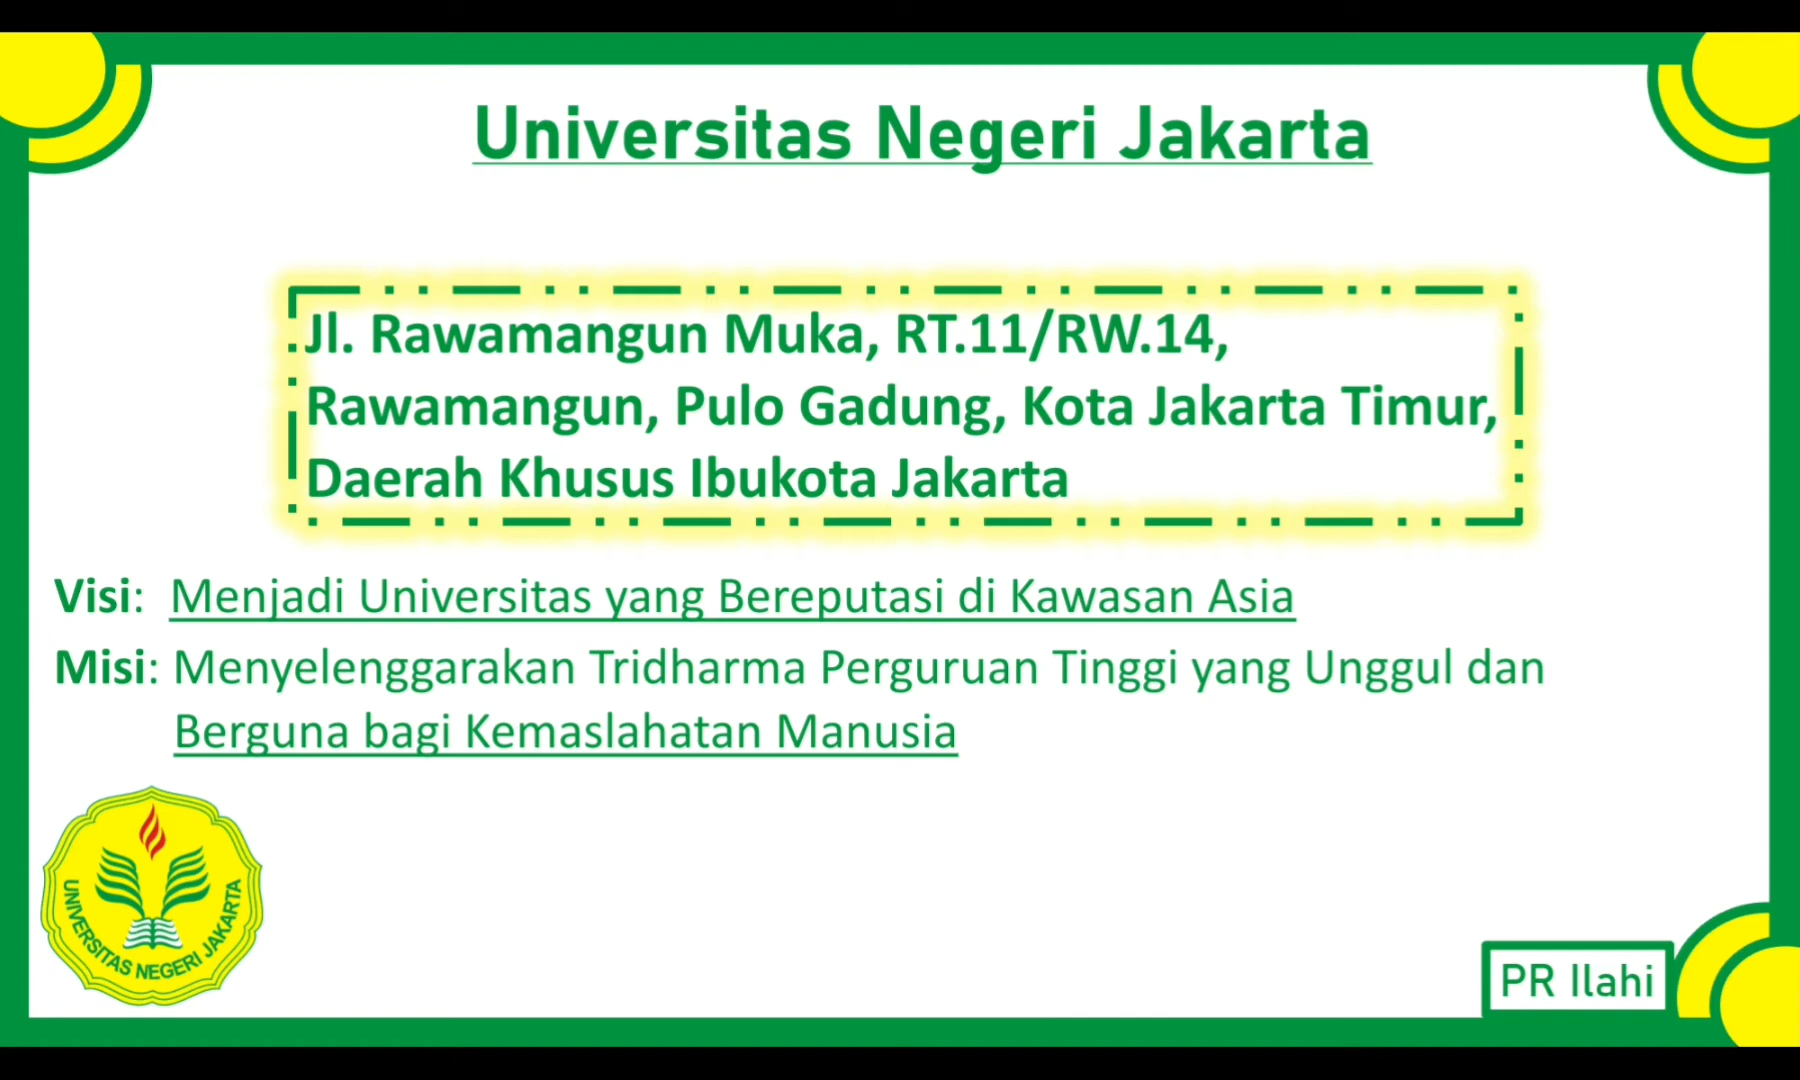 Universitas Negeri Jakarta
Jl. Rawamangun Muka, RT.11/RW.14,
Rawamangun, Pulo Gadung, Kota Jakarta Timur,
Daerah Khusus Ibukota Jakarta
Visi: Menjadi Universitas yang Bereputasi di Kawasan Asia
Misi: Menyelenggarakan Tridharma Perguruan Tinggi yang Unggul dan
Berguna bagi Kemaslahatan Manusia
UNIVERSITAS NEGERI JAKARTA
PR Ilahi